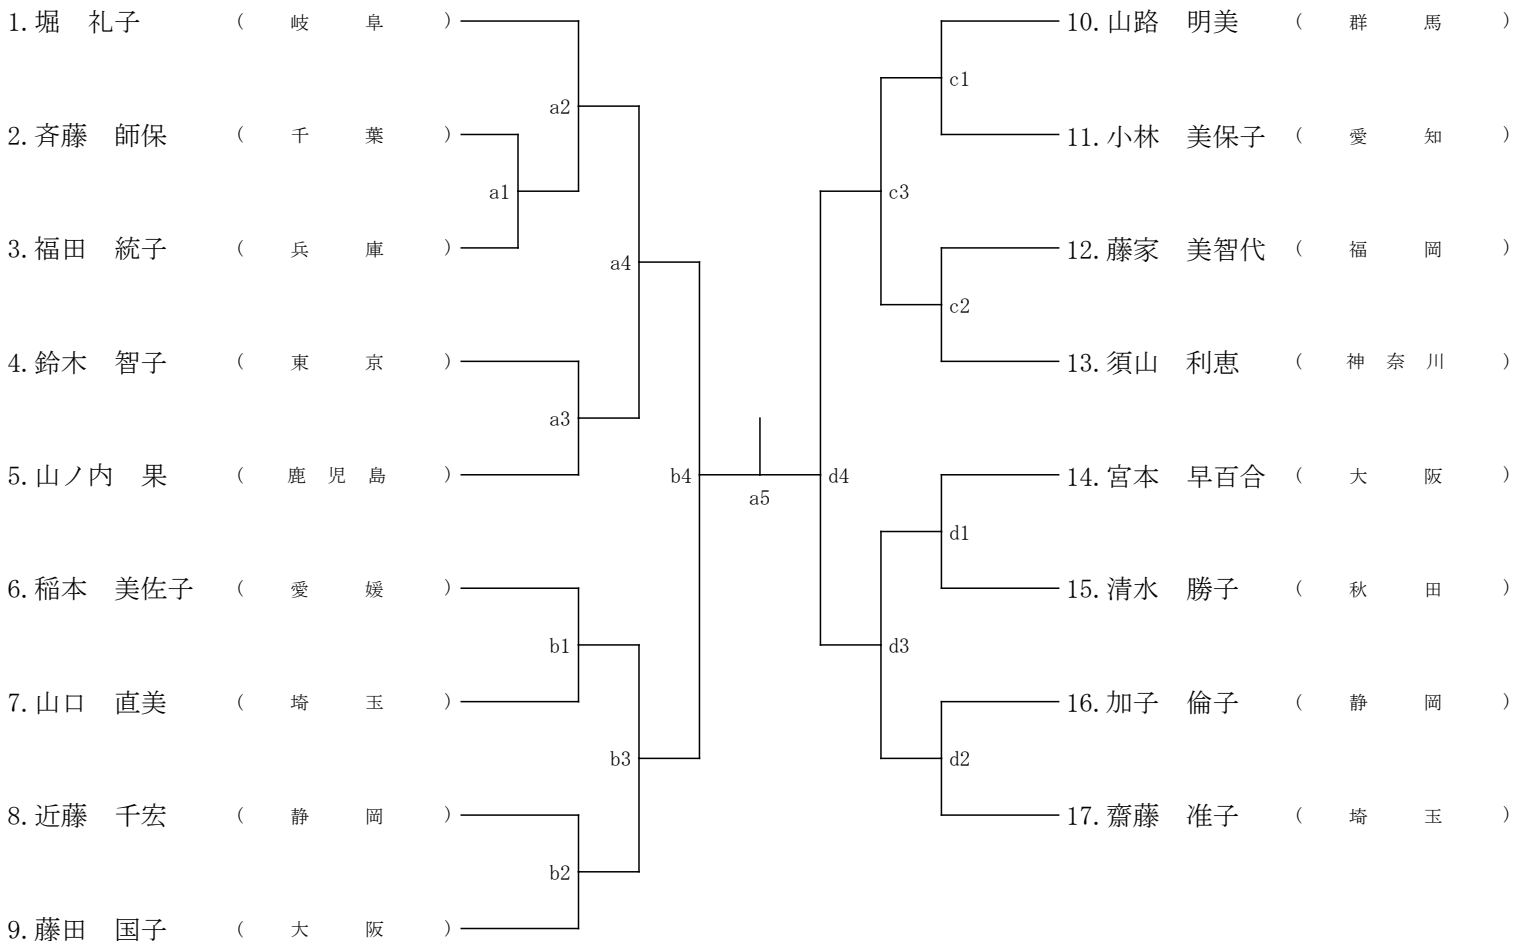 1. 堀　礼子　（ 岐 阜 ）
2. 斉藤　師保　（ 千 葉 ）
3. 福田　統子　（ 兵 庫 ）
4. 鈴木　智子　（ 東 京 ）
5. 山ノ内　果　（ 鹿 児 島 ）
6. 稲本　美佐子　（ 愛 媛 ）
7. 山口　直美　（ 埼 玉 ）
8. 近藤　千宏　（ 静 岡 ）
9. 藤田　国子　（ 大 阪 ）
a2
a1
a4
a3
b4
b1
b3
b2
a5
c1
c3
c2
d4
d1
d3
d2
10. 山路　明美　（ 群 馬 ）
11. 小林　美保子　（ 愛 知 ）
12. 藤家　美智代　（ 福 岡 ）
13. 須山　利恵　（ 神 奈 川 ）
14. 宮本　早百合　（ 大 阪 ）
15. 清水　勝子　（ 秋 田 ）
16. 加子　倫子　（ 静 岡 ）
17. 齋藤　准子　（ 埼 玉 ）